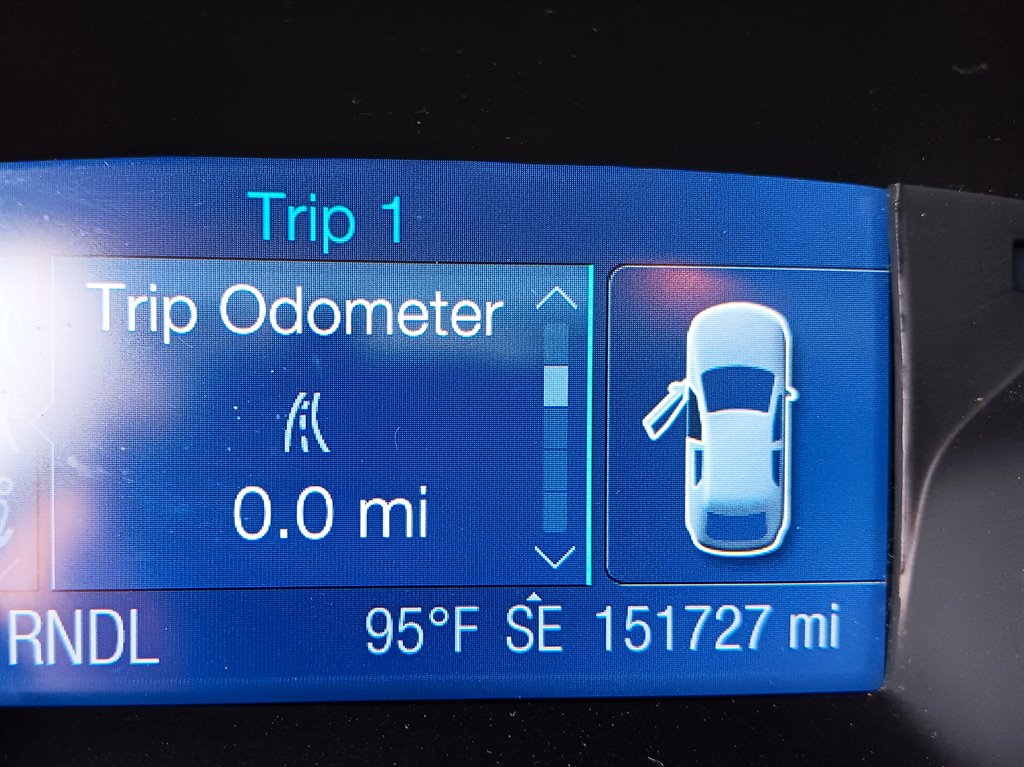 Trip 1
Trip Odometer
0.0 mi
RNDL 95°F SE 151727 mi